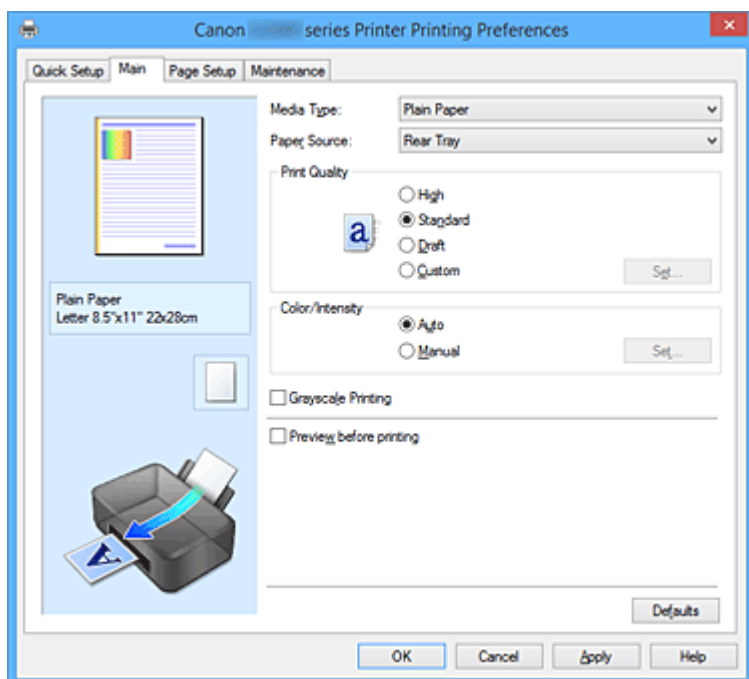 Canon series Printer Printing Preferences
Quick Setup Main Page Setup Maintenance
Media Type: Plain Paper
Paper Source: Rear Tray
Print Quality
High
a Standard
Draft
Custom Set...
Plain Paper
Letter 8.5"x11" 22x28cm
Color/Intensity
Auto
Manual Set...
Grayscale Printing
Preview before printing
A
Defaults
OK Cancel Apply Help